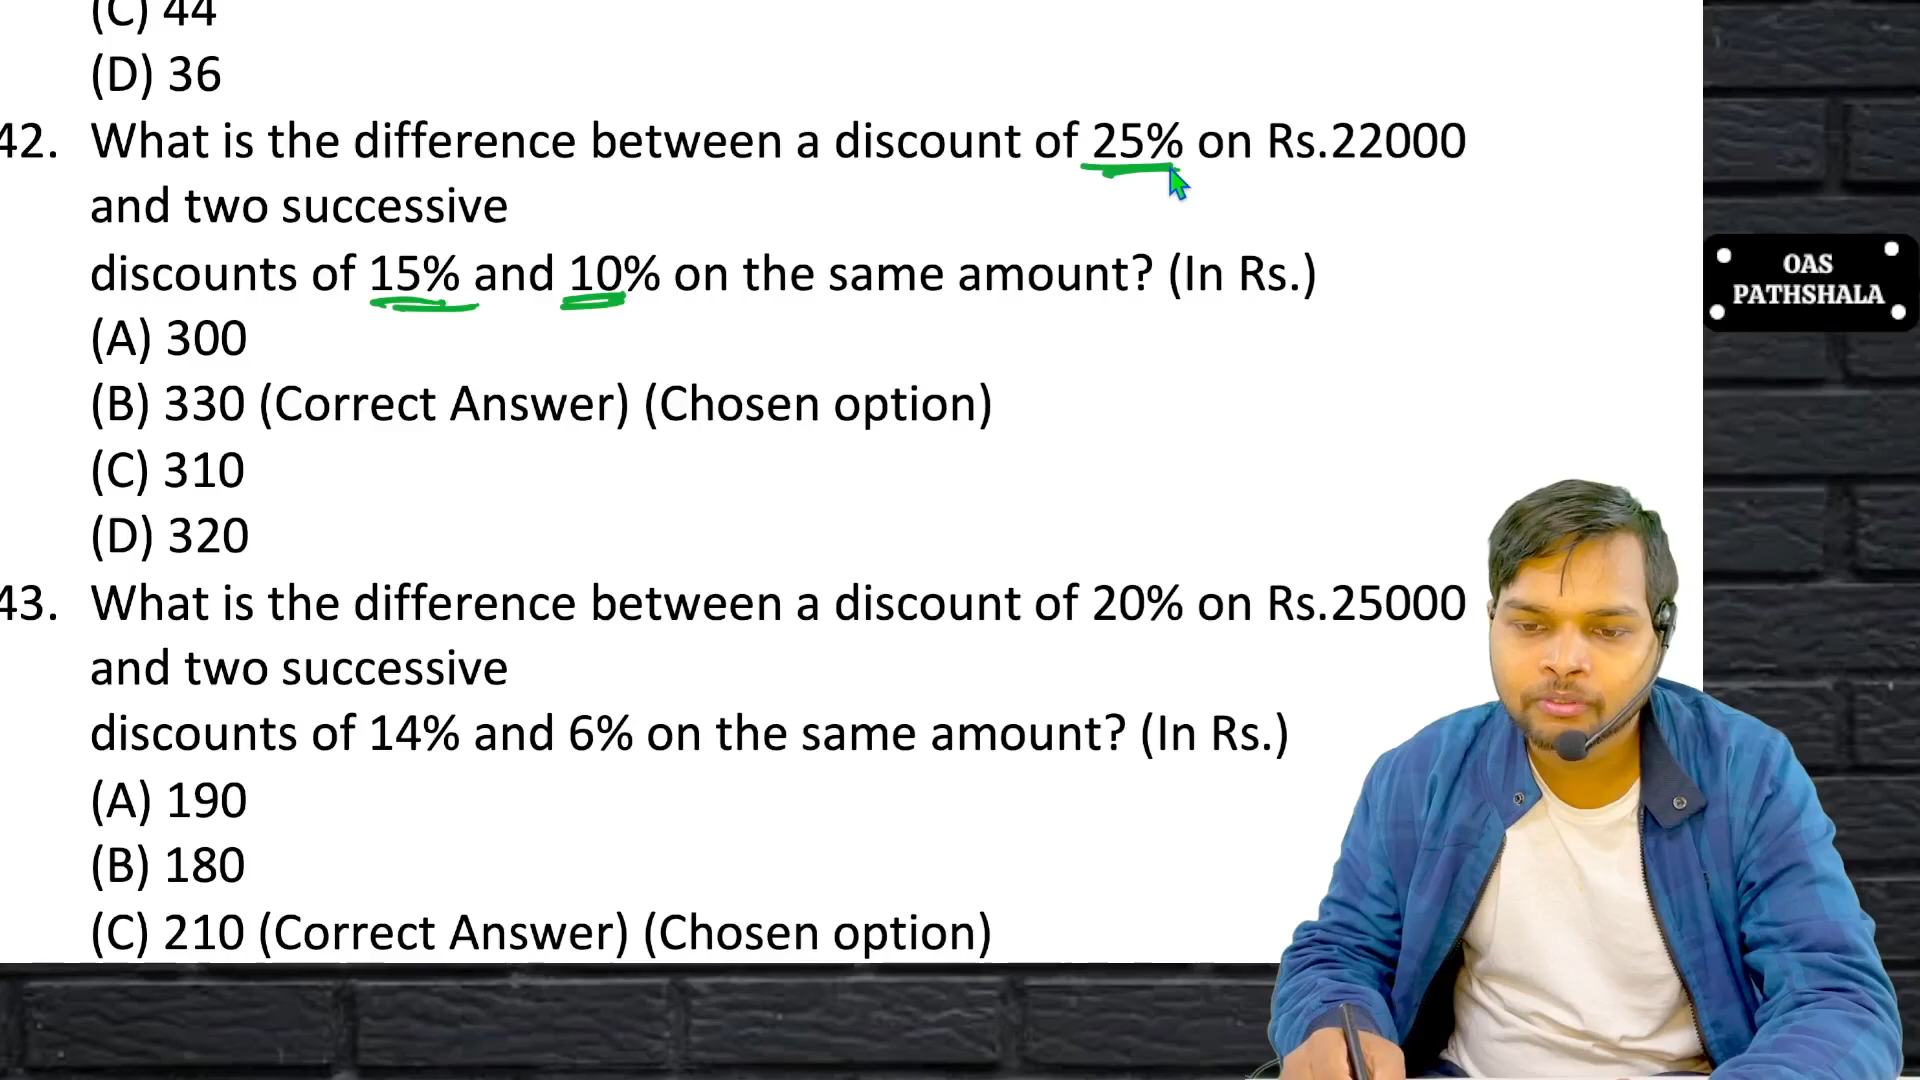 (C) 44
(D) 36
42. What is the difference between a discount of 25% on Rs.22000
and two successive
discounts of 15% and 10% on the same amount? (In Rs.)
(A) 300
(B) 330 (Correct Answer) (Chosen option)
(C) 310
(D) 320
43. What is the difference between a discount of 20% on Rs.25000
and two successive
discounts of 14% and 6% on the same amount? (In Rs.)
(A) 190
(B) 180
(C) 210 (Correct Answer) (Chosen option)
OAS
PATHSHALA